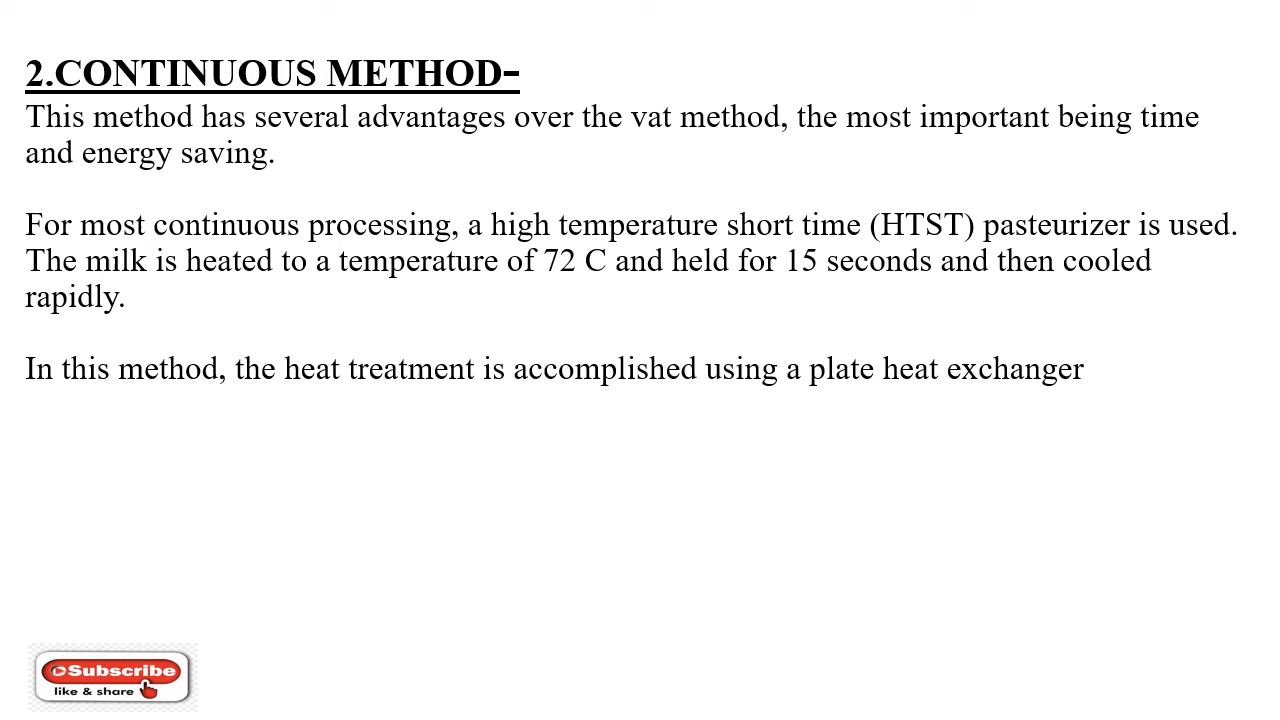 2.CONTINUOUS METHOD-
This method has several advantages over the vat method, the most important being time
and energy saving.
For most continuous processing, a high temperature short time (HTST) pasteurizer is used.
The milk is heated to a temperature of 72 C and held for 15 seconds and then cooled
rapidly.
In this method, the heat treatment is accomplished using a plate heat exchanger
Subscribe
like & share